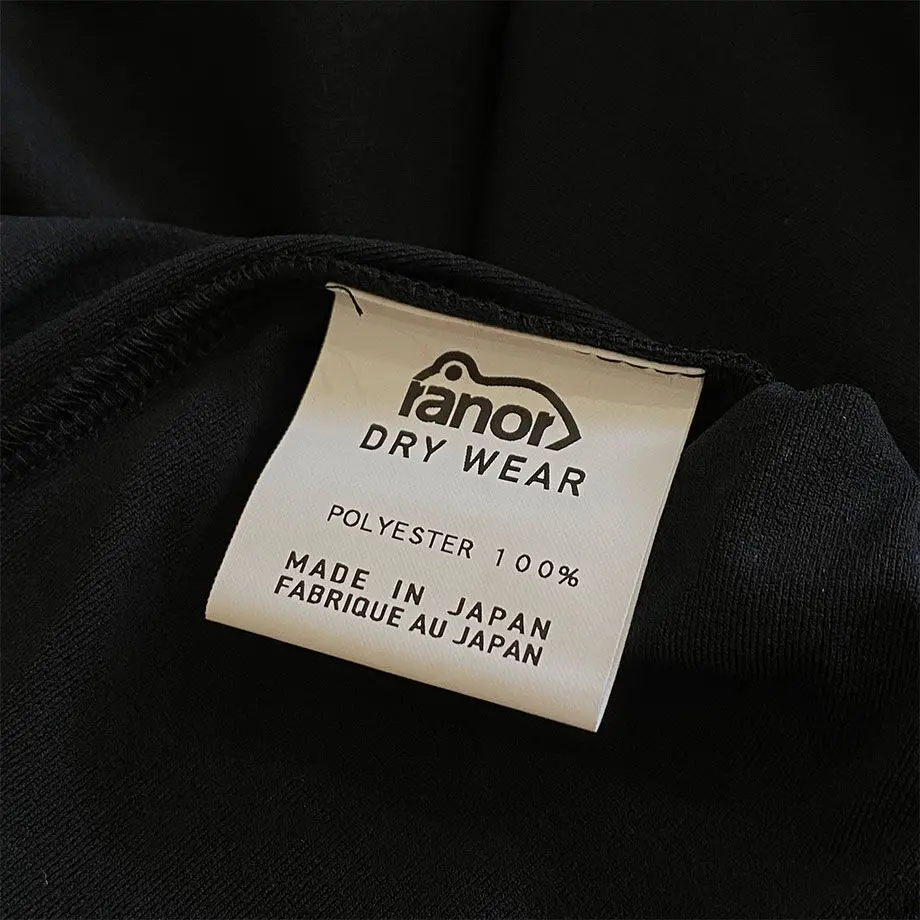 ranor
DRY WEAR
POLYESTER 100%
MADE IN JAPAN
FABRIQUE AU JAPAN